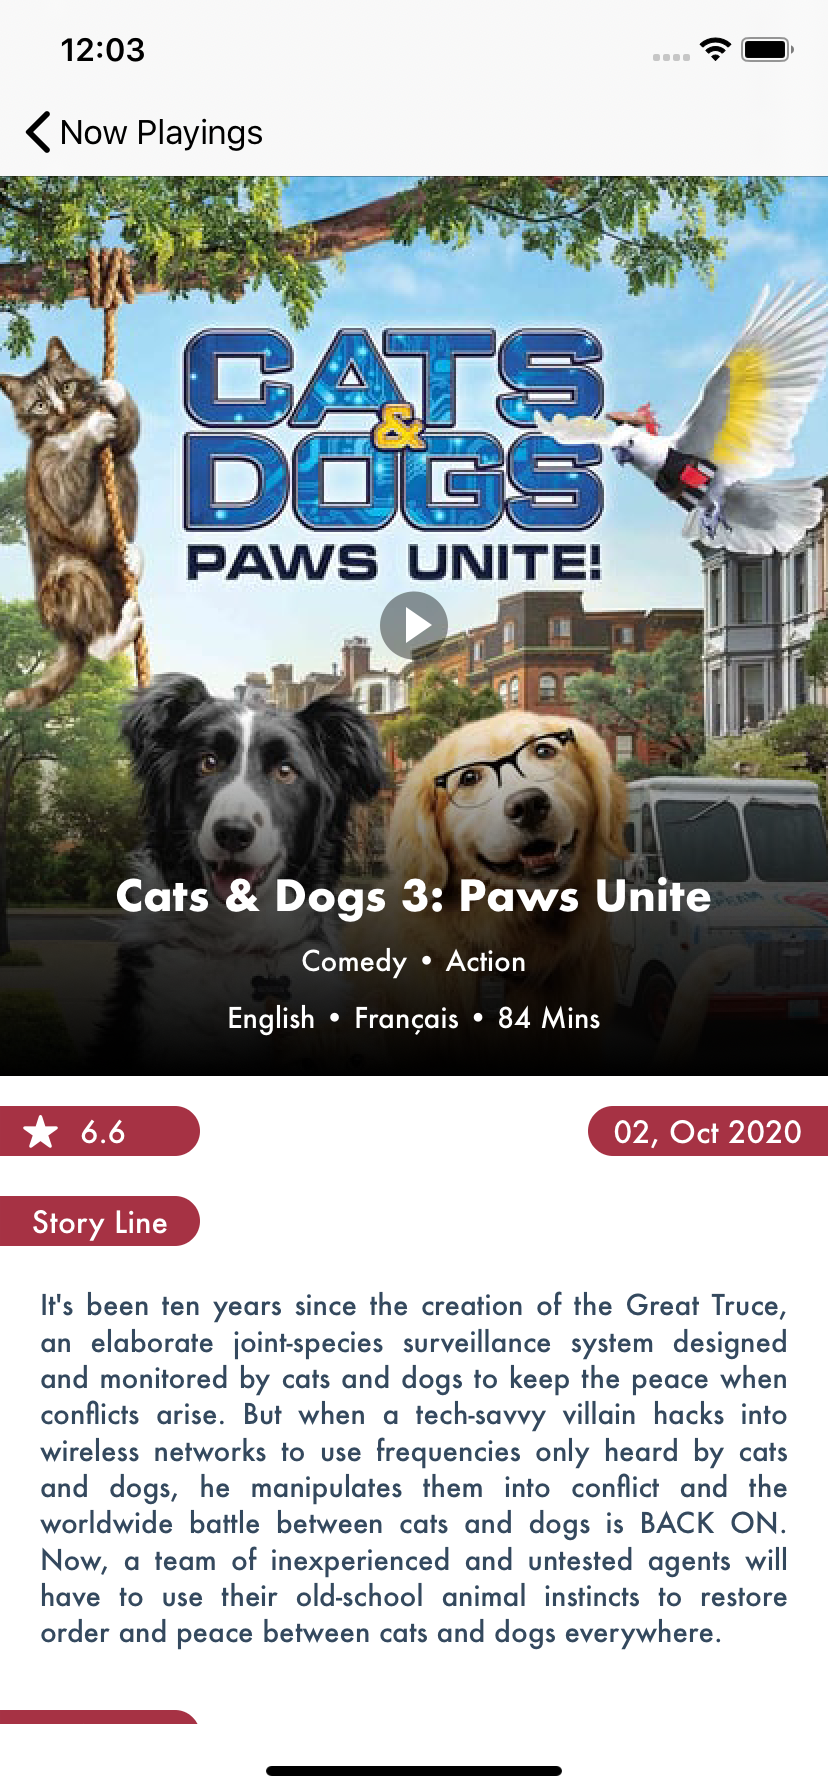 12:03
Now Playings
CATS
&
DOGS
PAWS UNITE!
Cats & Dogs 3: Paws Unite
Comedy • Action
English • Français • 84 Mins
6.6
02, Oct 2020
Story Line
It's been ten years since the creation of the Great Truce,
an elaborate joint-species surveillance system designed
and monitored by cats and dogs to keep the peace when
conflicts arise. But when a tech-savvy villain hacks into
wireless networks to use frequencies only heard by cats
and dogs, he manipulates them into conflict and the
worldwide battle between cats and dogs is BACK ON.
Now, a team of inexperienced and untested agents will
have to use their old-school animal instincts to restore
order and peace between cats and dogs everywhere.